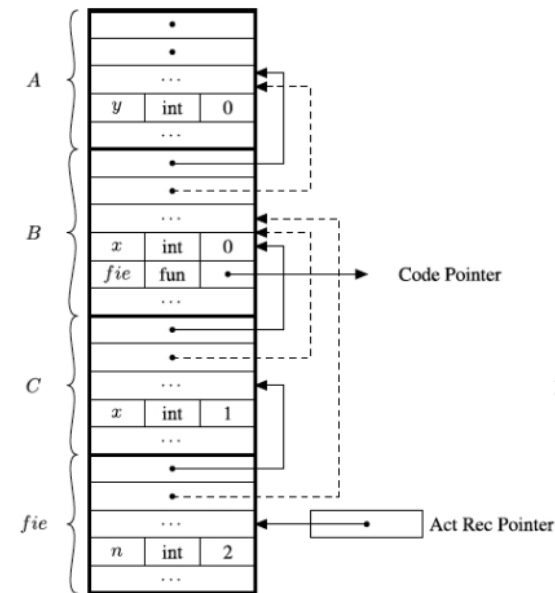 A
...
y int 0
...
B
...
x int 0
fie fun
Code Pointer
...
C
...
x int 1
...
fie
...
Act Rec Pointer
n int 2
...